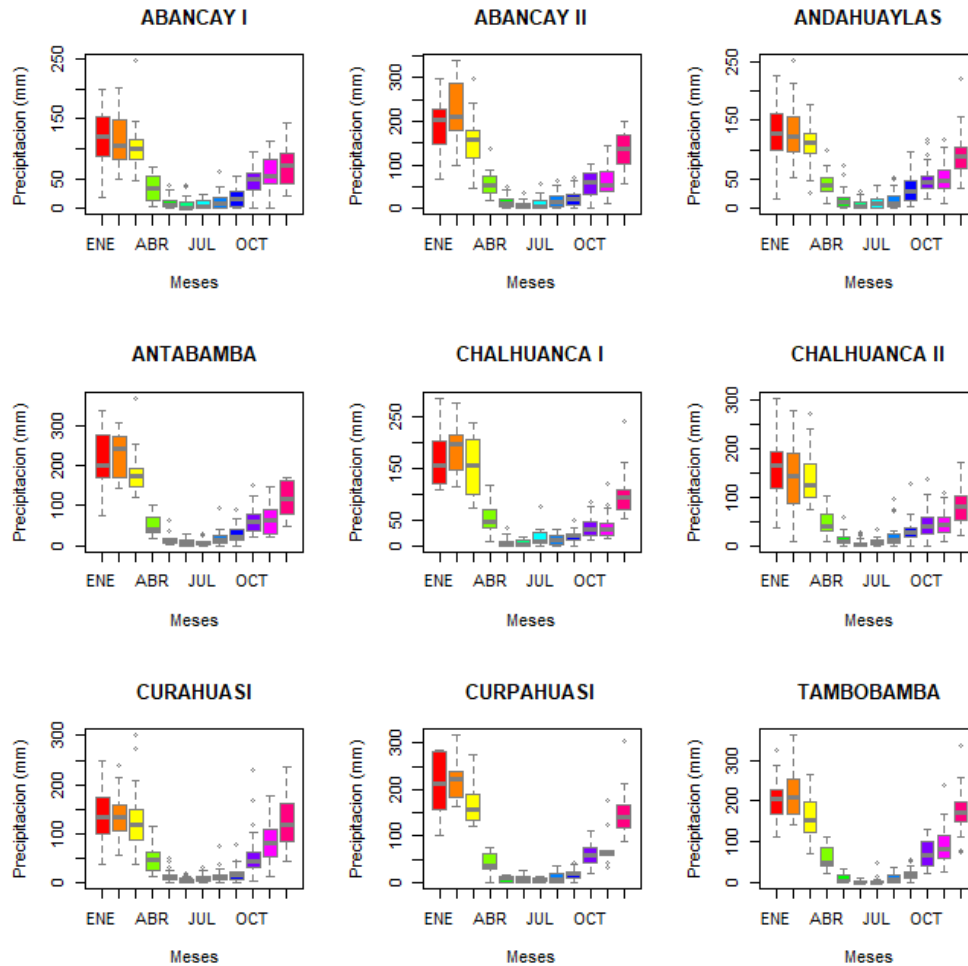 ABANCAY I
ABANCAY II
ANDAHUAYLAS
Precipitacion (mm)
0 50 150 250
ENE ABR JUL OCT
Meses
Precipitacion (mm)
0 100 200 300
ENE ABR JUL OCT
Meses
Precipitacion (mm)
0 50 150 250
ENE ABR JUL OCT
Meses
ANTABAMBA
CHALHUANCA I
CHALHUANCA II
Precipitacion (mm)
0 100 200 300
ENE ABR JUL OCT
Meses
Precipitacion (mm)
0 50 150 250
ENE ABR JUL OCT
Meses
Precipitacion (mm)
0 100 200 300
ENE ABR JUL OCT
Meses
CURAHUASI
CURPAHUASI
TAMBOBAMBA
Precipitacion (mm)
0 100 200 300
ENE ABR JUL OCT
Meses
Precipitacion (mm)
0 100 200 300
ENE ABR JUL OCT
Meses
Precipitacion (mm)
0 100 200 300
ENE ABR JUL OCT
Meses